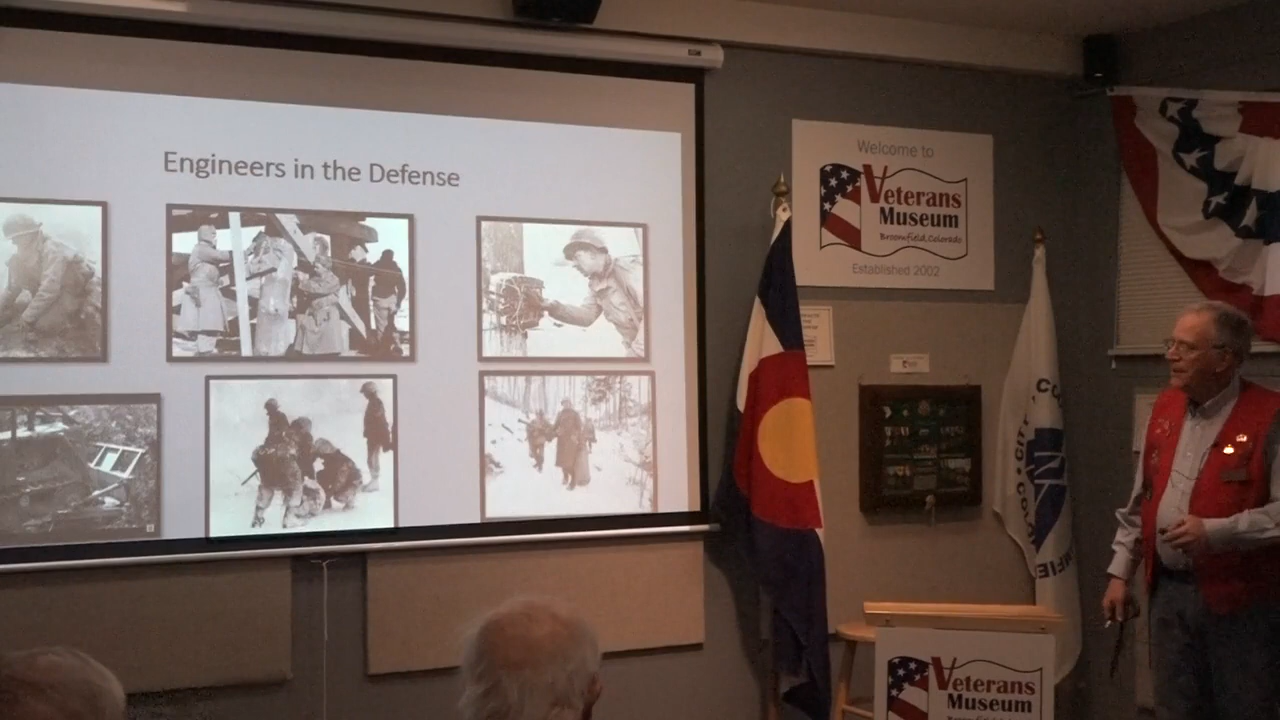 Engineers in the Defense
Welcome to
Veterans
Museum
Broomfield, Colorado
Established 2002
Veterans
Museum